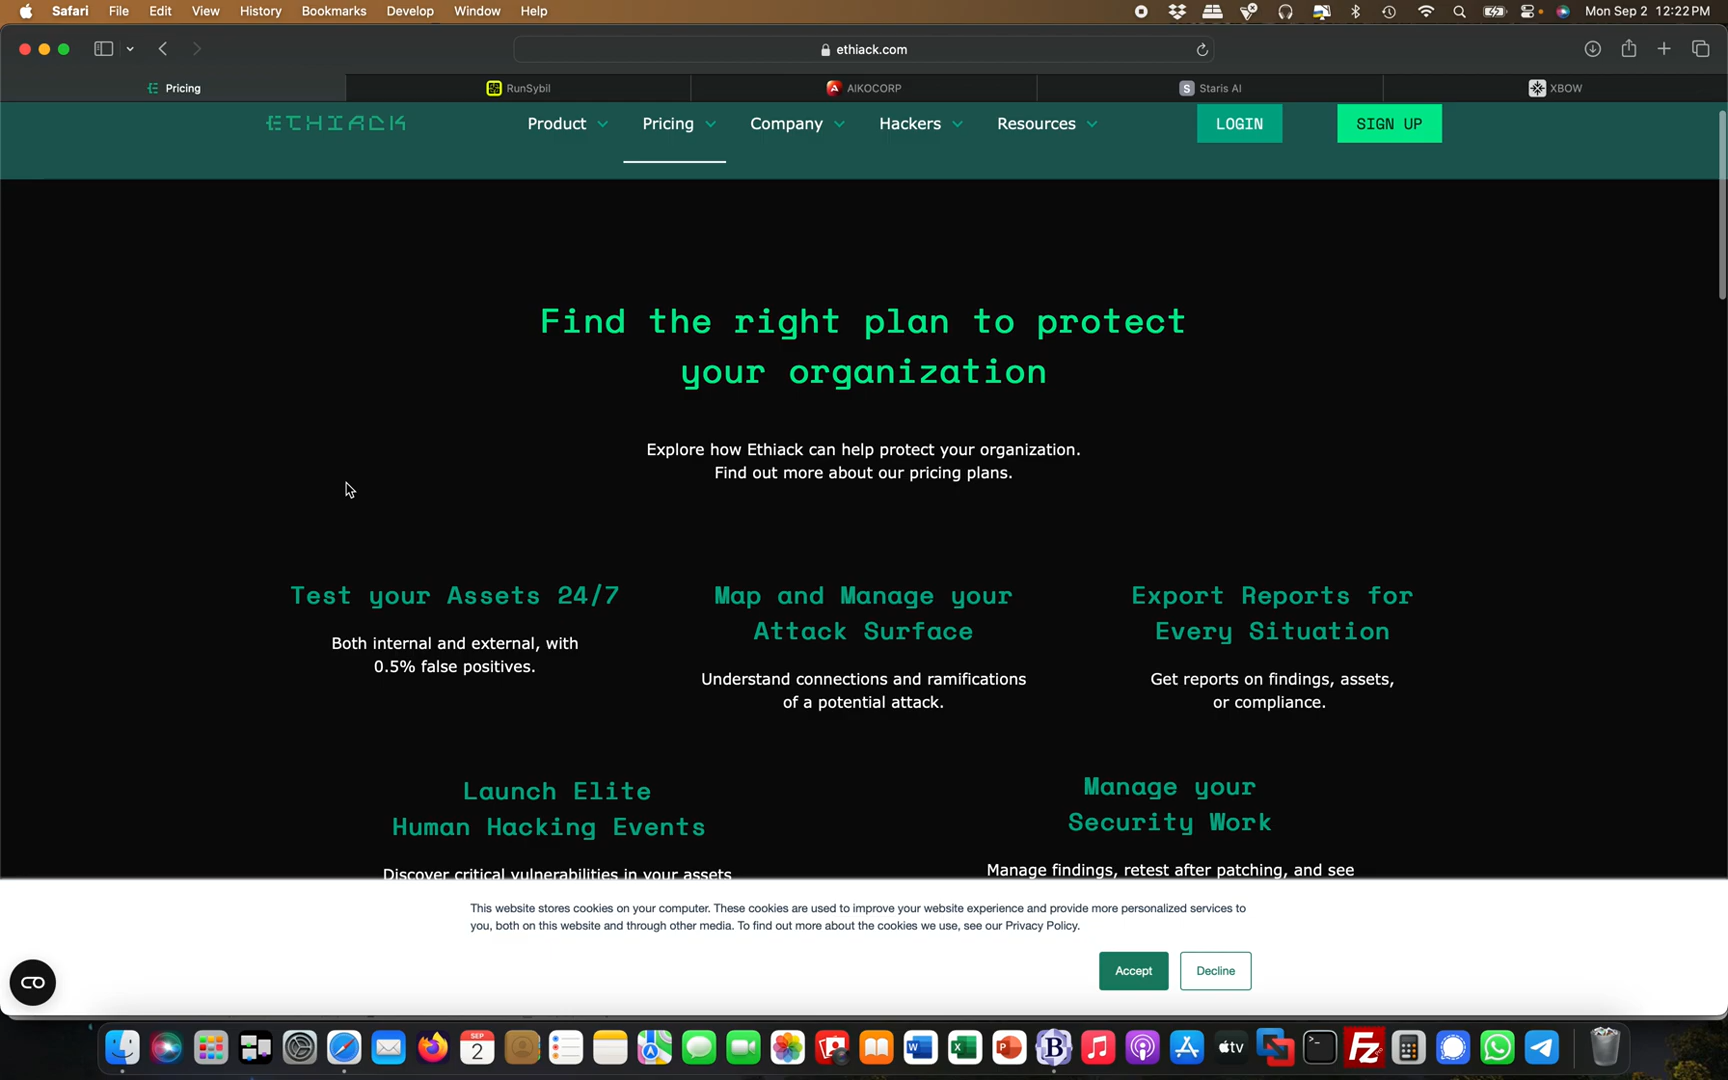 Safari File Edit View History Bookmarks Develop Window Help Mon Sep 2 12:22 PM
ethiack.com
Pricing RunSybil AIKOCORP Staris AI XBOW
ETHIACK Product Pricing Company Hackers Resources LOGIN SIGN UP
Find the right plan to protect
your organization
Explore how Ethiack can help protect your organization.
Find out more about our pricing plans.
Test your Assets 24/7
Both internal and external, with
0.5% false positives.
Map and Manage your
Attack Surface
Understand connections and ramifications
of a potential attack.
Export Reports for
Every Situation
Get reports on findings, assets,
or compliance.
Launch Elite
Human Hacking Events
Discover critical vulnerabilities in your assets
Manage your
Security Work
Manage findings, retest after patching, and see
This website stores cookies on your computer. These cookies are used to improve your website experience and provide more personalized services to
you, both on this website and through other media. To find out more about the cookies we use, see our Privacy Policy.
Accept Decline
SEP
2
tv